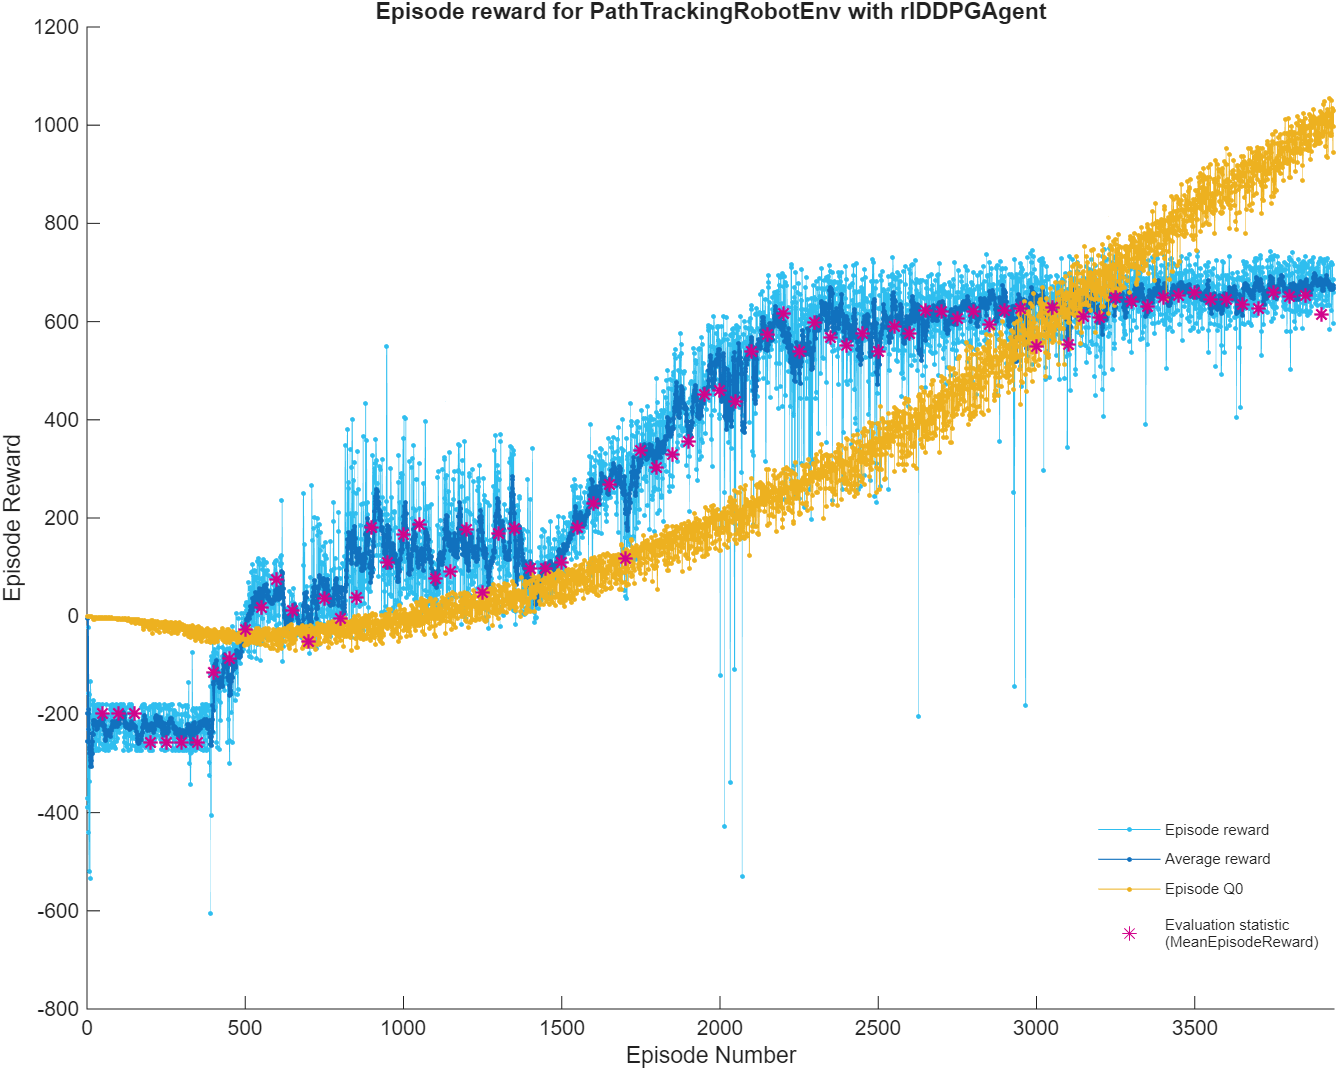 Episode reward for PathTrackingRobotEnv with rlDDPGAgent
1200
1000
800
600
400
200
0
-200
-400
-600
-800
Episode Reward
0 500 1000 1500 2000 2500 3000 3500
Episode Number
Episode reward
Average reward
Episode Q0
Evaluation statistic
(MeanEpisodeReward)